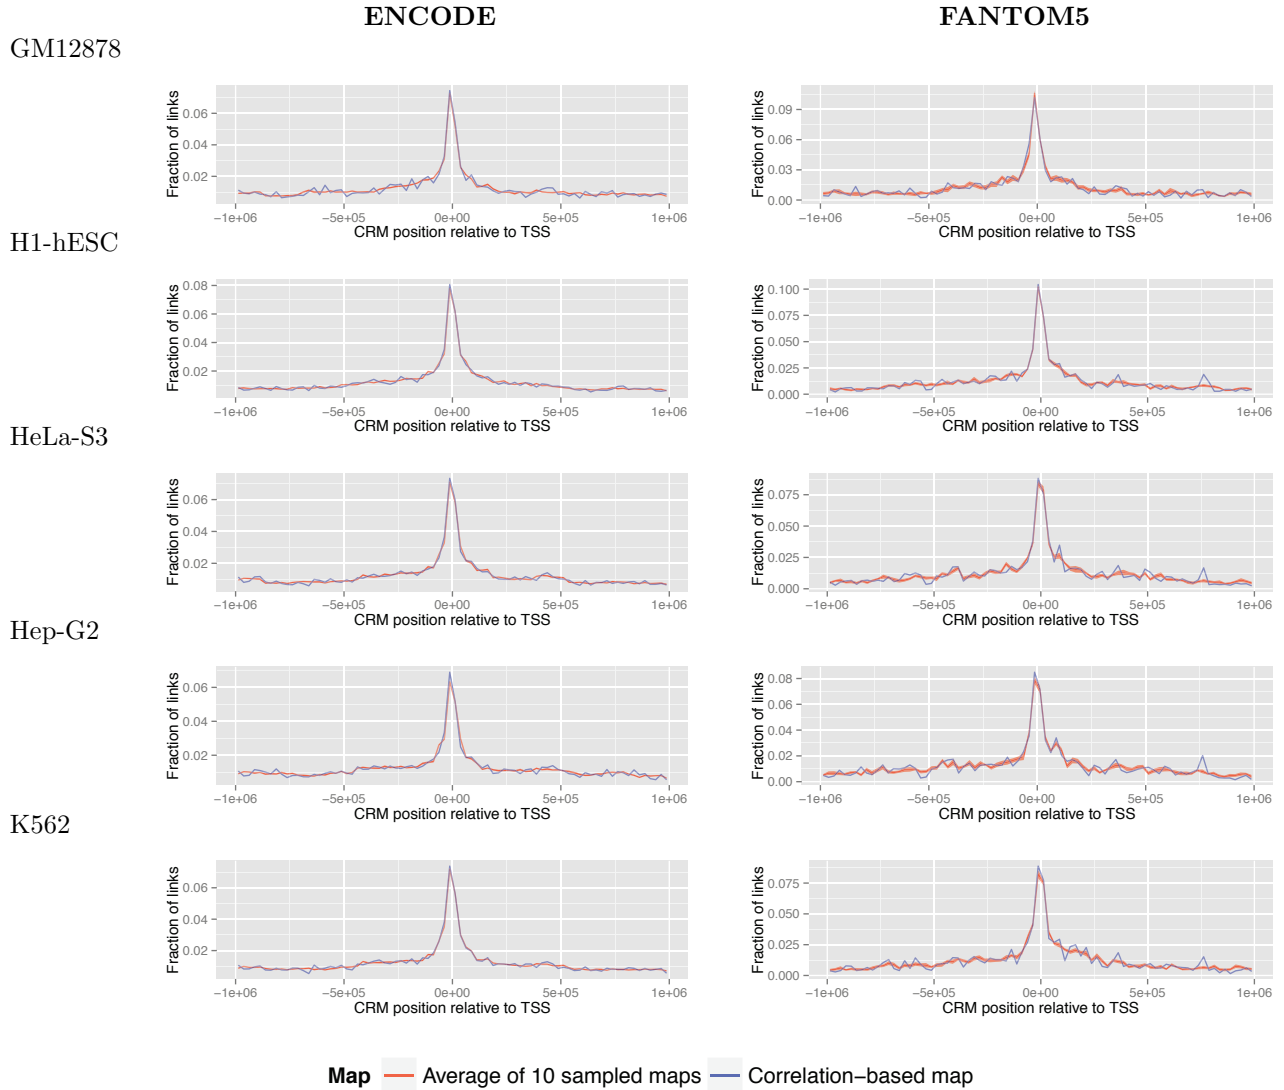 ENCODE FANTOM5
GM12878
Fraction of links
0.06
0.04
0.02
−1e+06 −5e+05 0e+00 5e+05 1e+06
CRM position relative to TSS
Fraction of links
0.09
0.06
0.03
0.00
−1e+06 −5e+05 0e+00 5e+05 1e+06
CRM position relative to TSS
H1-hESC
Fraction of links
0.08
0.06
0.04
0.02
−1e+06 −5e+05 0e+00 5e+05 1e+06
CRM position relative to TSS
Fraction of links
0.100
0.075
0.050
0.025
0.000
−1e+06 −5e+05 0e+00 5e+05 1e+06
CRM position relative to TSS
HeLa-S3
Fraction of links
0.06
0.04
0.02
−1e+06 −5e+05 0e+00 5e+05 1e+06
CRM position relative to TSS
Fraction of links
0.075
0.050
0.025
0.000
−1e+06 −5e+05 0e+00 5e+05 1e+06
CRM position relative to TSS
Hep-G2
Fraction of links
0.06
0.04
0.02
−1e+06 −5e+05 0e+00 5e+05 1e+06
CRM position relative to TSS
Fraction of links
0.08
0.06
0.04
0.02
0.00
−1e+06 −5e+05 0e+00 5e+05 1e+06
CRM position relative to TSS
K562
Fraction of links
0.06
0.04
0.02
−1e+06 −5e+05 0e+00 5e+05 1e+06
CRM position relative to TSS
Fraction of links
0.075
0.050
0.025
0.000
−1e+06 −5e+05 0e+00 5e+05 1e+06
CRM position relative to TSS
Map Average of 10 sampled maps Correlation−based map